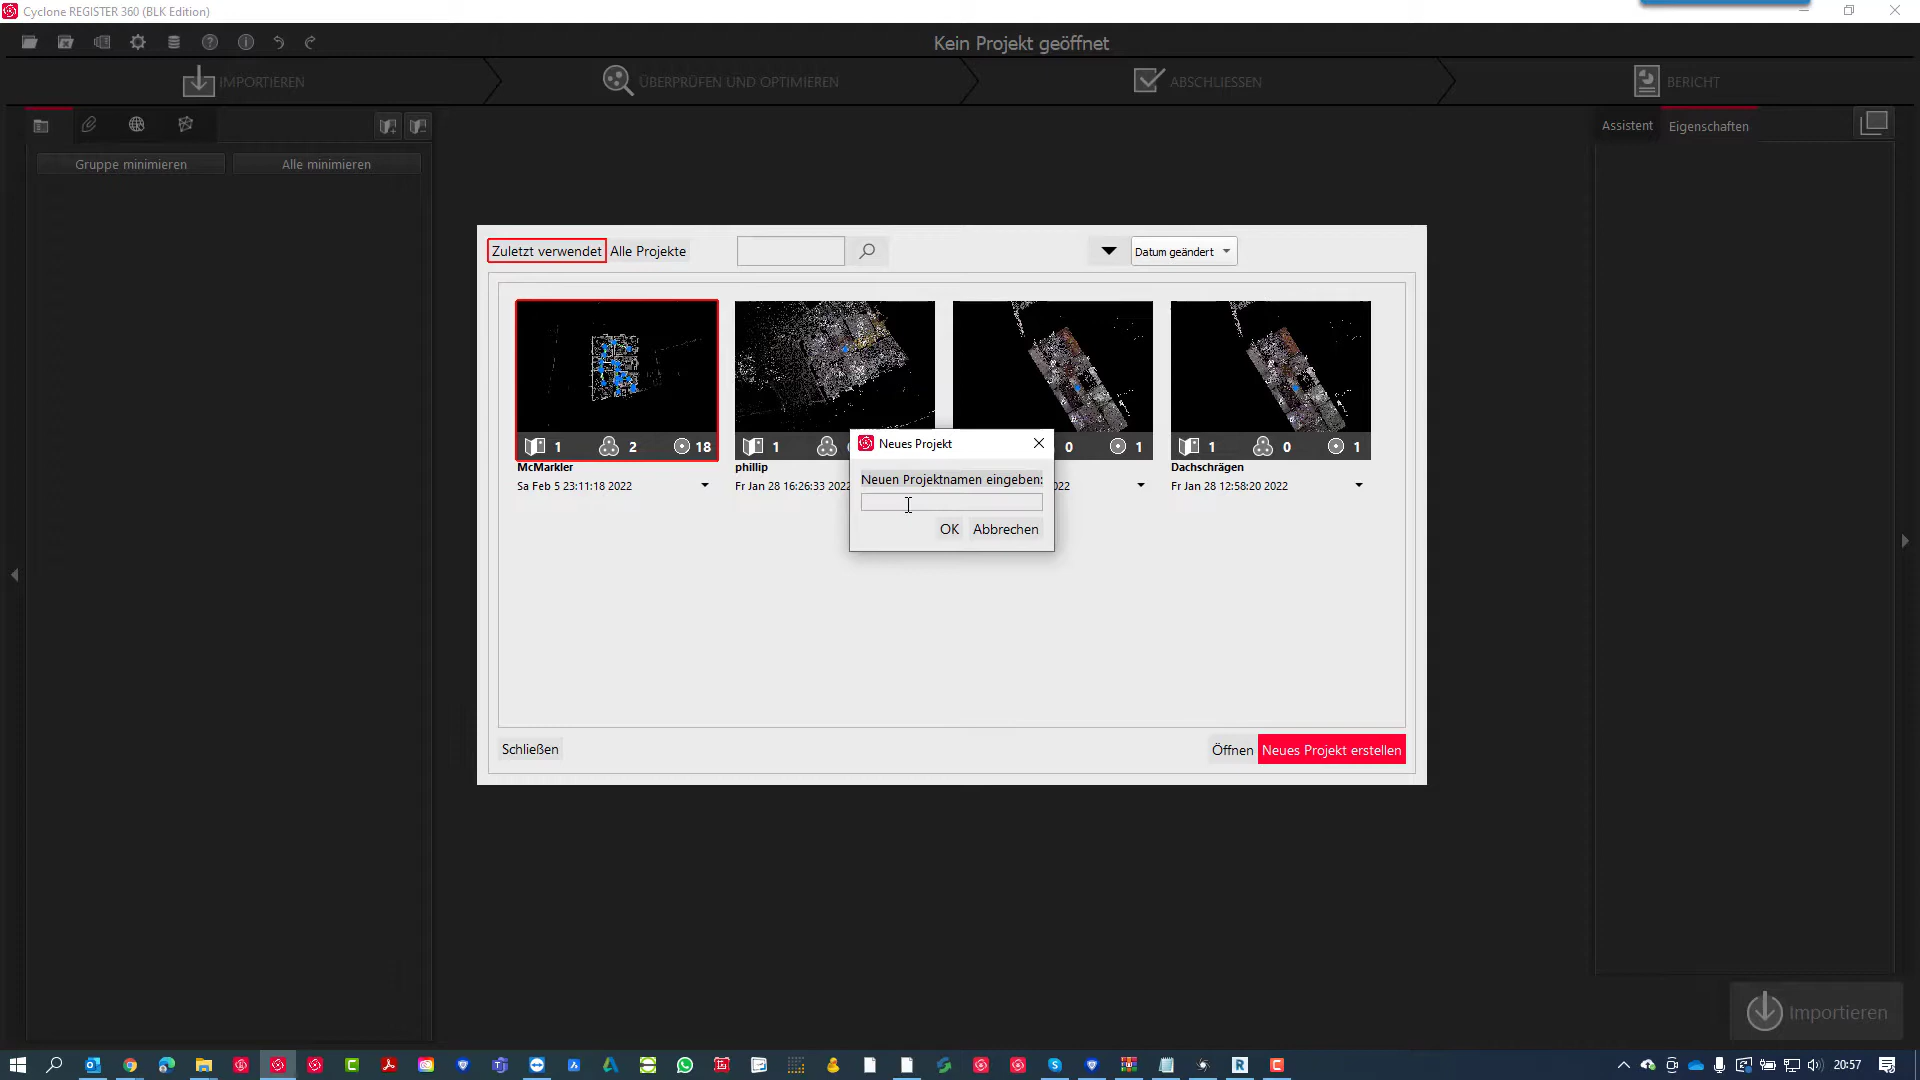 Cyclone REGISTER 360 (BLK Edition)
Kein Projekt geöffnet
IMPORTIEREN
ÜBERPRÜFEN UND OPTIMIEREN
ABSCHLIESSEN
BERICHT
Assistent
Eigenschaften
Gruppe minimieren
Alle minimieren
Zuletzt verwendet
Alle Projekte
Datum geändert
1 2 18
1
0 1
1 0 1
McMarkler
phillip
Dachschrägen
Sa Feb 5 23:11:18 2022
Fr Jan 28 16:26:33 2022
Fr Jan 28 12:58:20 2022
Neues Projekt
Neuen Projektnamen eingeben:
OK
Abbrechen
Schließen
Öffnen
Neues Projekt erstellen
Importieren
20:57